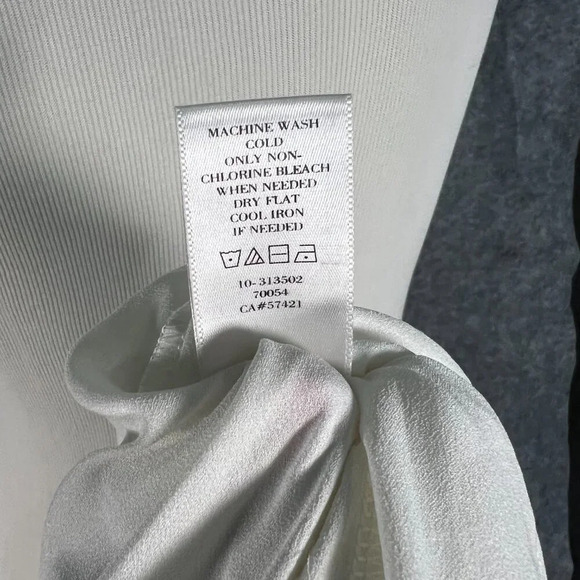 MACHINE WASH
COLD
ONLY NON-
CHLORINE BLEACH
WHEN NEEDED
DRY FLAT
COOL IRON
IF NEEDED
10-313502
70054
CA#57421